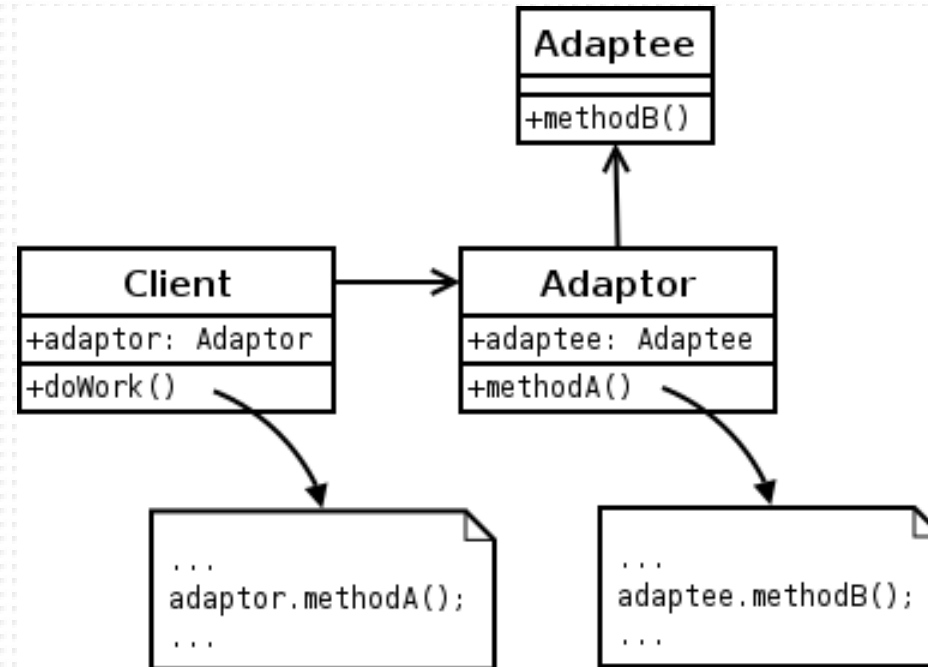 Adaptee
+methodB()
Client
+adaptor: Adaptor
+doWork()
Adaptor
+adaptee: Adaptee
+methodA()
...
adaptor.methodA();
...
...
adaptee.methodB();
...